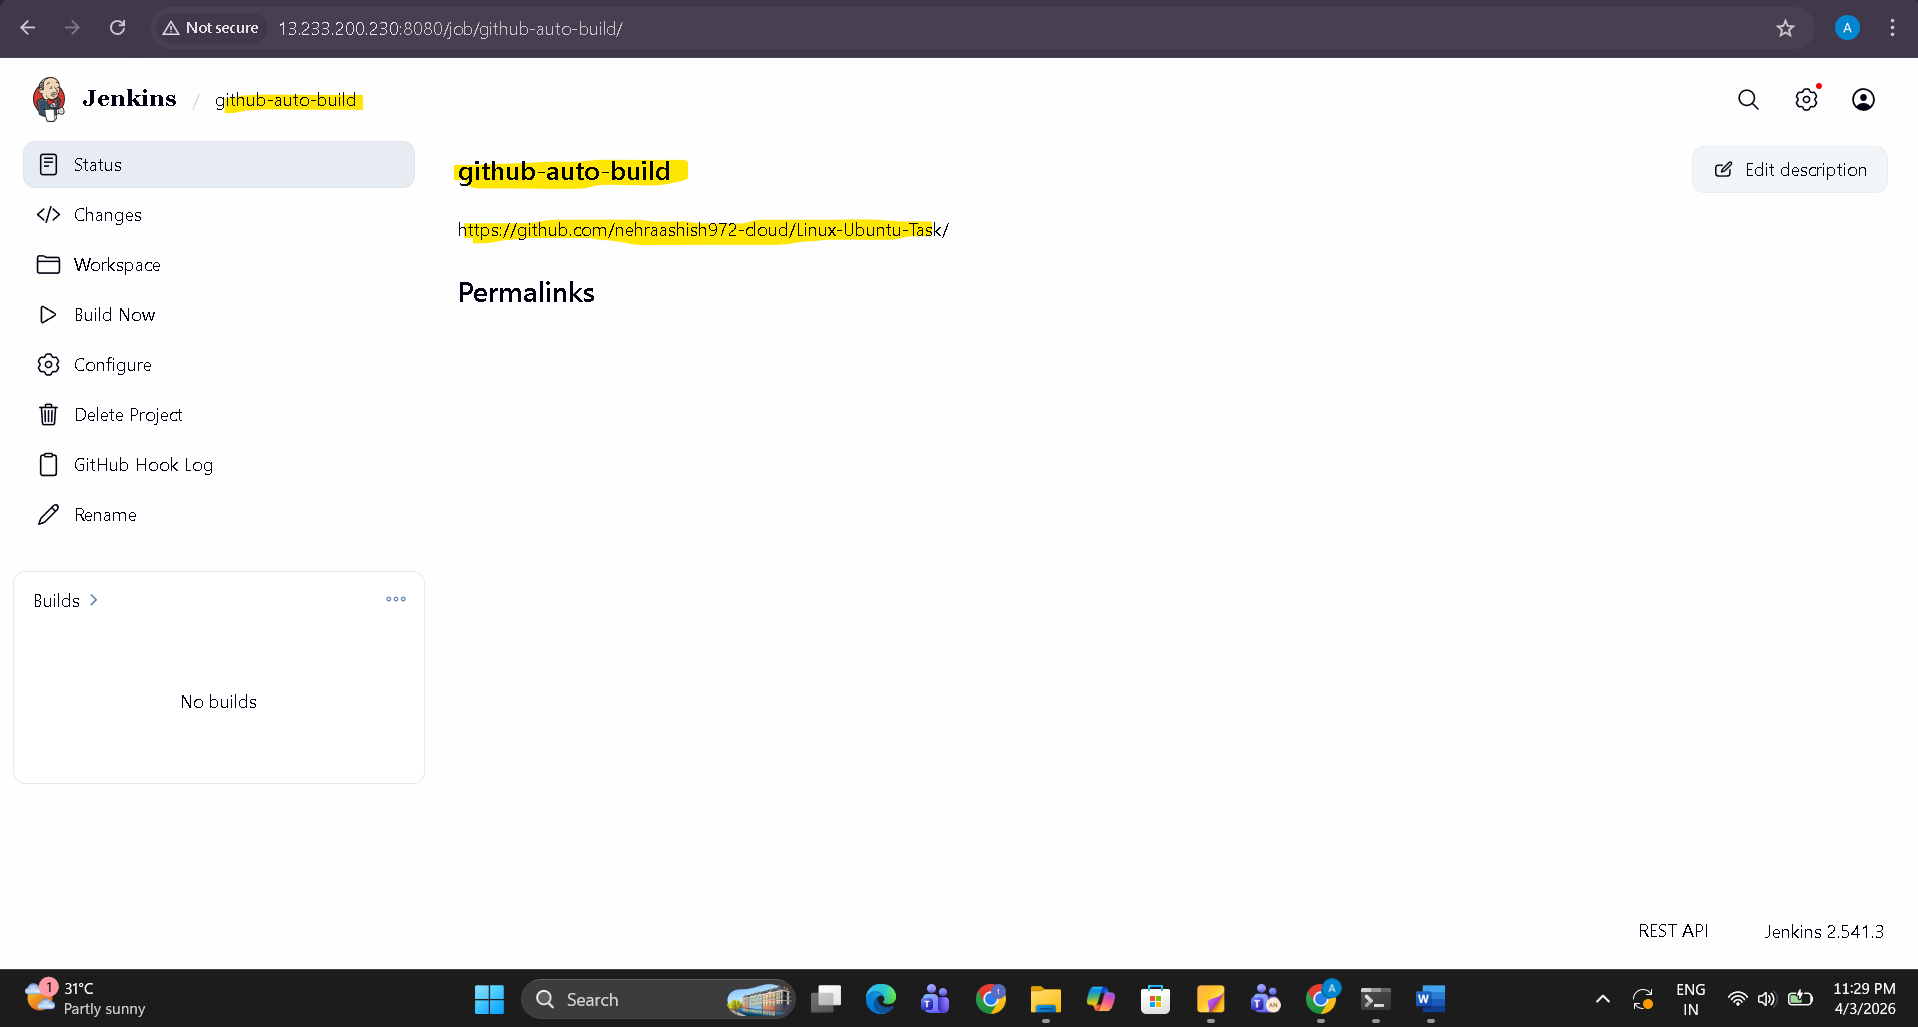 Not secure 13.233.200.230:8080/job/github-auto-build/
A
Jenkins / github-auto-build
Status
Changes
Workspace
Build Now
Configure
Delete Project
GitHub Hook Log
Rename
Builds
No builds
github-auto-build
Edit description
https://github.com/nehraashish972-cloud/Linux-Ubuntu-Task/
Permalinks
REST API Jenkins 2.541.3
1 31°C
Partly sunny
Search
ENG
IN
11:29 PM
4/3/2026